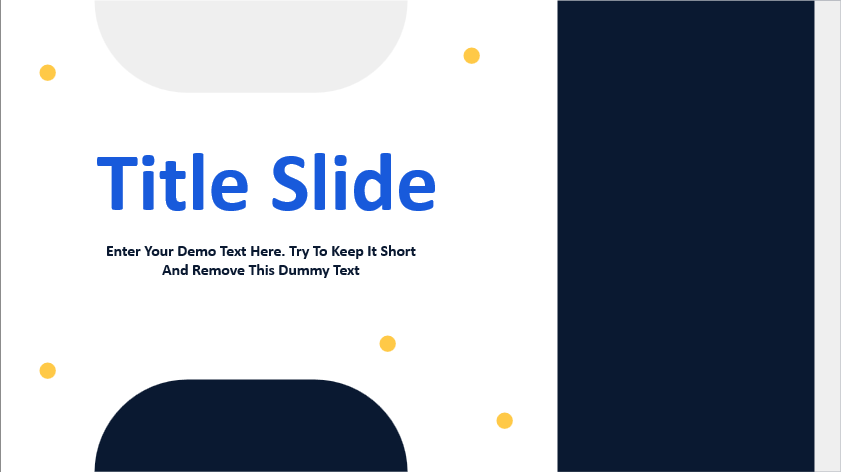 Title Slide
Enter Your Demo Text Here. Try To Keep It Short
And Remove This Dummy Text